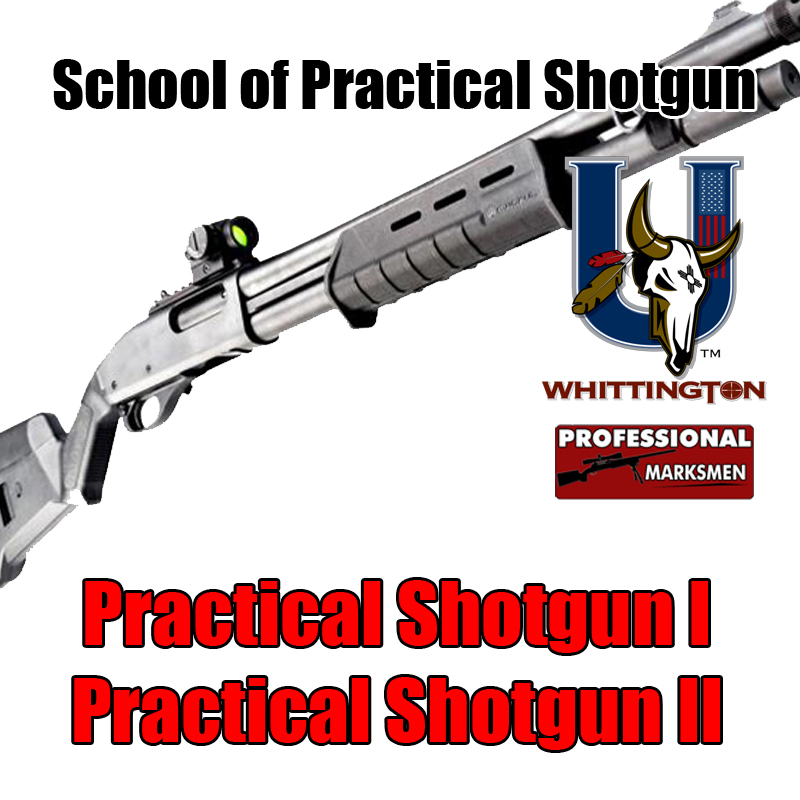 School of Practical Shotgun
U
TM
WHITTINGTON
PROFESSIONAL
MARKSMEN
Practical Shotgun I
Practical Shotgun II